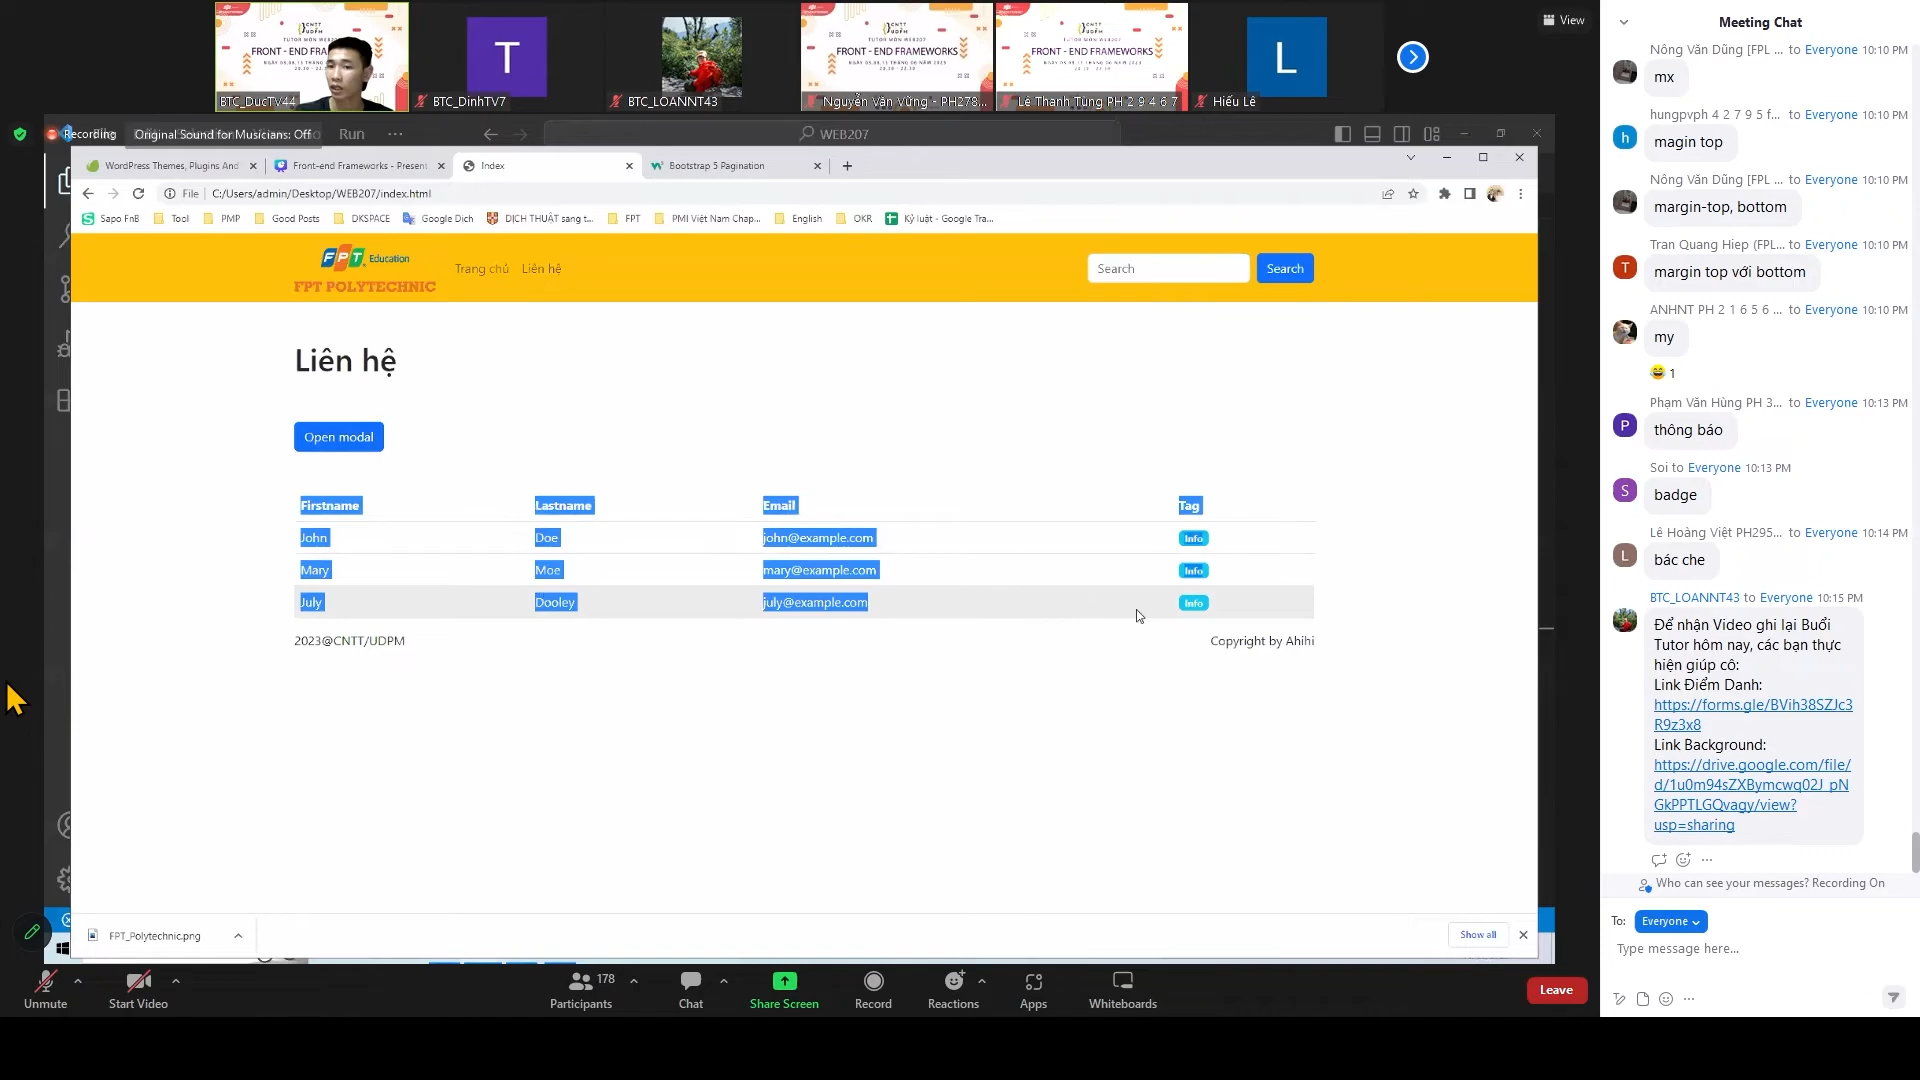 BTC_DucTV44
T
BTC_DinhTV7
BTC_LOANNT43
FRONT - END FRAMEWORKS
Nguyễn Văn Vững - PH278...
FRONT - END FRAMEWORKS
Lê Thanh Tùng PH 2 9 4 6 7
L
Hiếu Lê
View
Recording
Original Sound for Musicians: Off
Run
WEB207
WordPress Themes, Plugins And
Front-end Frameworks - Present
Index
Bootstrap 5 Pagination
File
C:/Users/admin/Desktop/WEB207/index.html
Sapo FnB
Tool
PMP
Good Posts
DKSPACE
Google Dich
DỊCH THUẬT sang t...
FPT
PMI Việt Nam Chap...
English
OKR
Kỷ luật - Google Tra...
FPT Education
FPT POLYTECHNIC
Trang chủ
Liên hệ
Search
Search
Liên hệ
Open modal
Firstname Lastname Email Tag
John Doe john@example.com Info
Mary Moe mary@example.com Info
July Dooley july@example.com Info
2023@CNTT/UDPM
Copyright by Ahihi
FPT_Polytechnic.png
Show all
Unmute
Start Video
178
Participants
Chat
Share Screen
Record
Reactions
Apps
Whiteboards
Leave
Meeting Chat
Nông Văn Dũng [FPL ... to Everyone 10:10 PM
mx
hungpvph 4 2 7 9 5 f... to Everyone 10:10 PM
h
magin top
Nông Văn Dũng [FPL ... to Everyone 10:10 PM
margin-top, bottom
Tran Quang Hiep (FPL... to Everyone 10:10 PM
T
margin top với bottom
ANHNT PH 2 1 6 5 6 ... to Everyone 10:10 PM
my
1
Phạm Văn Hùng PH 3... to Everyone 10:13 PM
P
thông báo
Soi to Everyone 10:13 PM
S
badge
Lê Hoàng Việt PH295... to Everyone 10:14 PM
L
bác che
BTC_LOANNT43 to Everyone 10:15 PM
Để nhận Video ghi lại Buổi
Tutor hôm nay, các bạn thực
hiện giúp cô:
Link Điểm Danh:
https://forms.gle/BVih38SZJc3
R9z3x8
Link Background:
https://drive.google.com/file/
d/1u0m94sZXBymcwq02J_pN
GkPPTLGQvagy/view?
usp=sharing
Who can see your messages? Recording On
To: Everyone
Type message here...